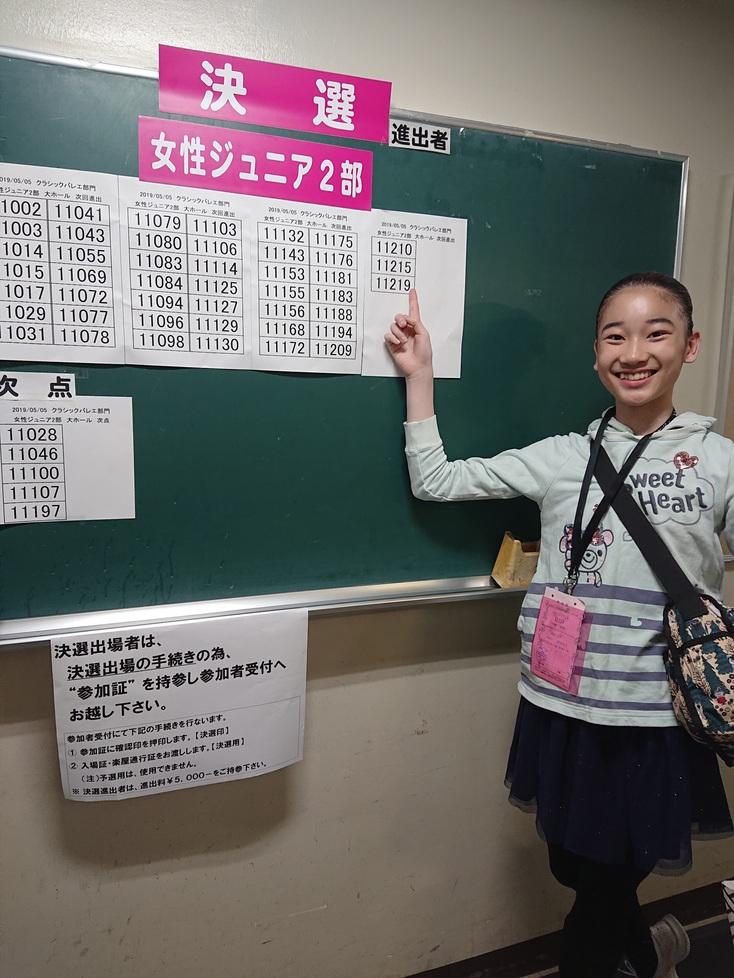 決選
進出者
女性ジュニア2部
2019/05/05 クラシックバレエ部門
女性ジュニア2部 大ホール 次回進出
1002 11041
1003 11043
1014 11055
1015 11069
1017 11072
1029 11077
1031 11078
2019/05/05 クラシックバレエ部門
女性ジュニア2部 大ホール 次回進出
11079 11103
11080 11106
11083 11114
11084 11125
11094 11127
11096 11129
11098 11130
2019/05/05 クラシックバレエ部門
女性ジュニア2部 大ホール 次回進出
11132 11175
11143 11176
11153 11181
11155 11183
11156 11188
11168 11194
11172 11209
2019/05/05 クラシックバレエ部門
女性ジュニア2部 大ホール 次回進出
11210
11215
11219
次点
2019/05/05 クラシックバレエ部門
女性ジュニア2部 大ホール 次点
11028
11046
11100
11107
11197
決選出場者は、
決選出場の手続きの為、
“参加証”を持参し参加者受付へ
お越し下さい。
参加者受付にて下記の手続きを行ないます。
① 参加証に確認印を押印します。【決選印】
② 入場証・楽屋通行証をお渡しします。【決選用】
(注)予選用は、使用できません。
※ 決選進出者は、進出料¥5,000−をご持参下さい。
Sweet
Heart